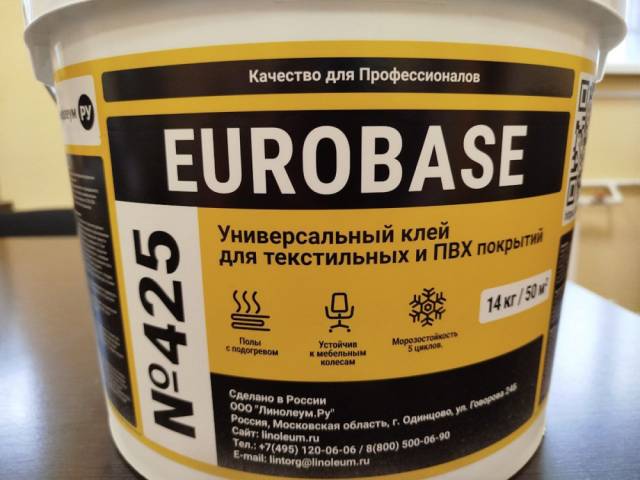 Качество для Профессионалов
РУ
EUROBASE
№425
Универсальный клей
для текстильных и ПВХ покрытий
14 кг / 50 м²
Полы
с подогревом
Устойчив
к мебельным
колесам
Морозостойкость
5 циклов.
Сделано в России
ООО "Линолеум.Ру"
Россия, Московская область, г. Одинцово, ул. Говорова 24Б
Сайт: linoleum.ru
Тел.: +7(495) 120-06-06 / 8(800) 500-06-90
E-mail: lintorg@linoleum.ru